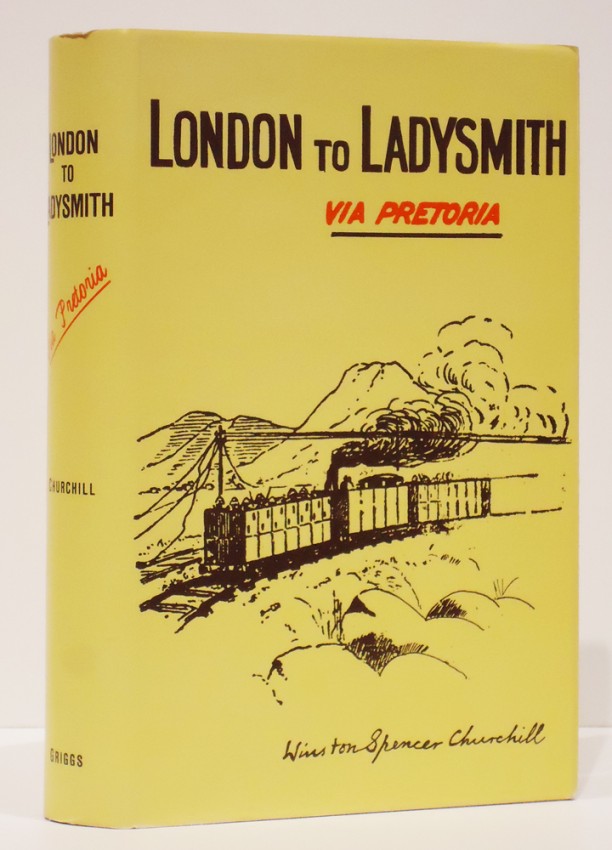 LONDON TO LADYSMITH
VIA PRETORIA
Winston Spencer Churchill
LONDON
TO
LADYSMITH
Pretoria
CHURCHILL
GRIGGS